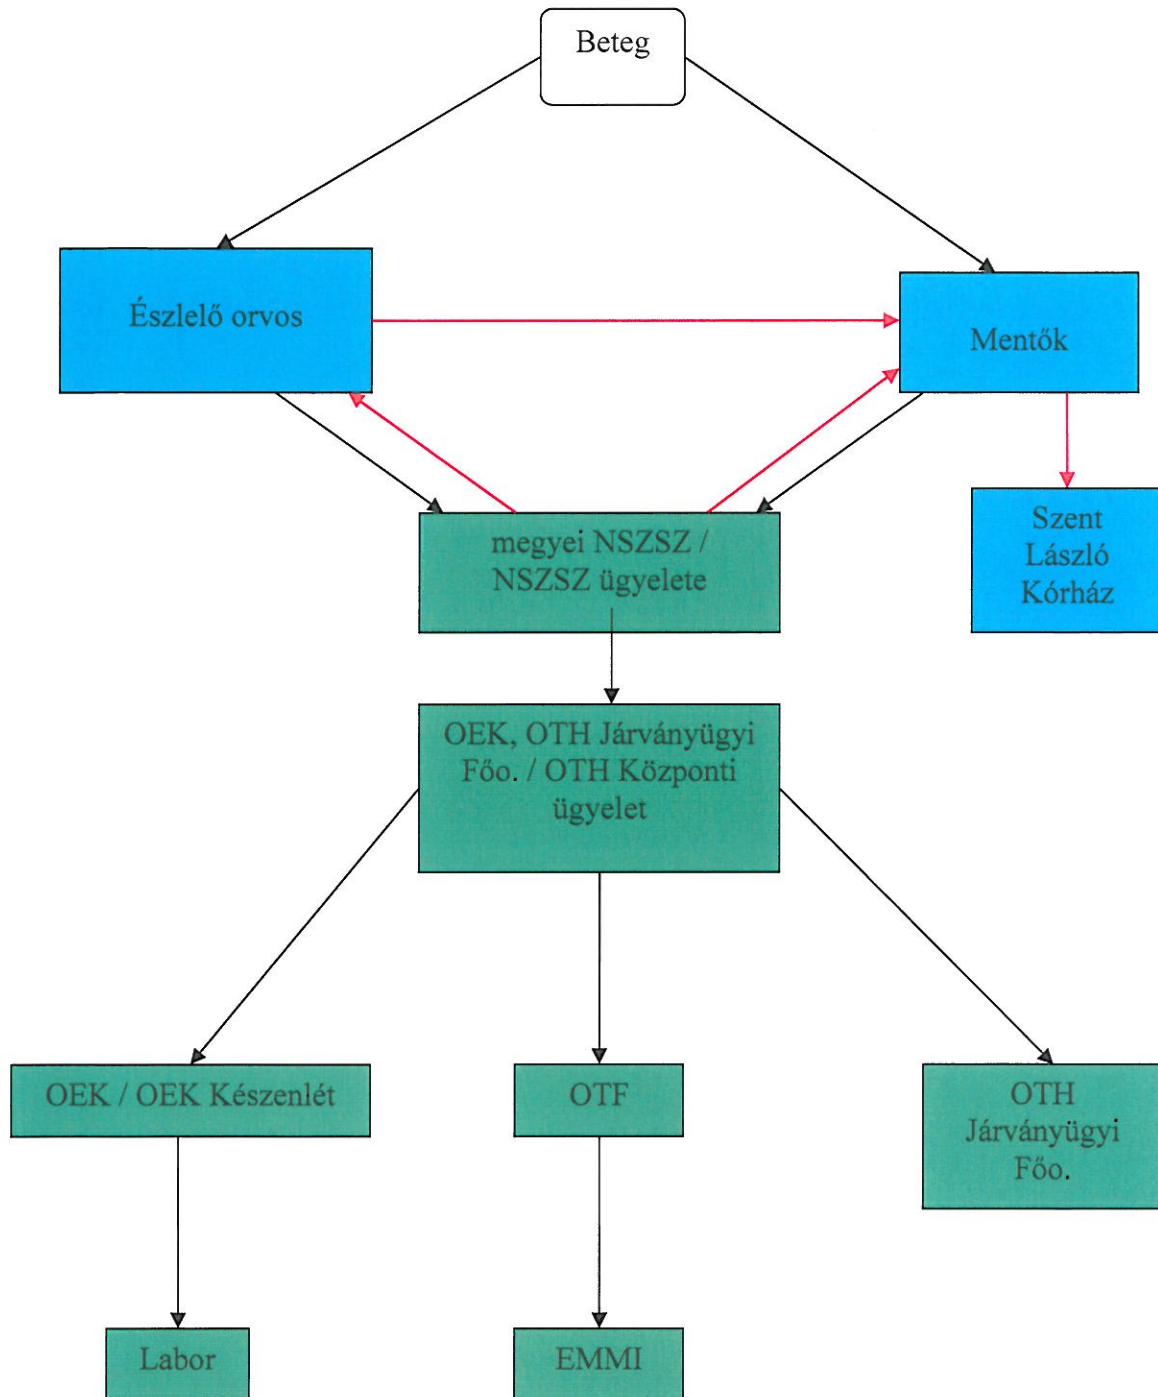 Beteg
Észlelő orvos
Mentők
megyei NSZSZ /
NSZSZ ügyelete
Szent
László
Kórház
OEK, OTH Járványügyi
Főo. / OTH Központi
ügyelet
OEK / OEK Készenlét
OTF
OTH
Járványügyi
Főo.
Labor
EMMI